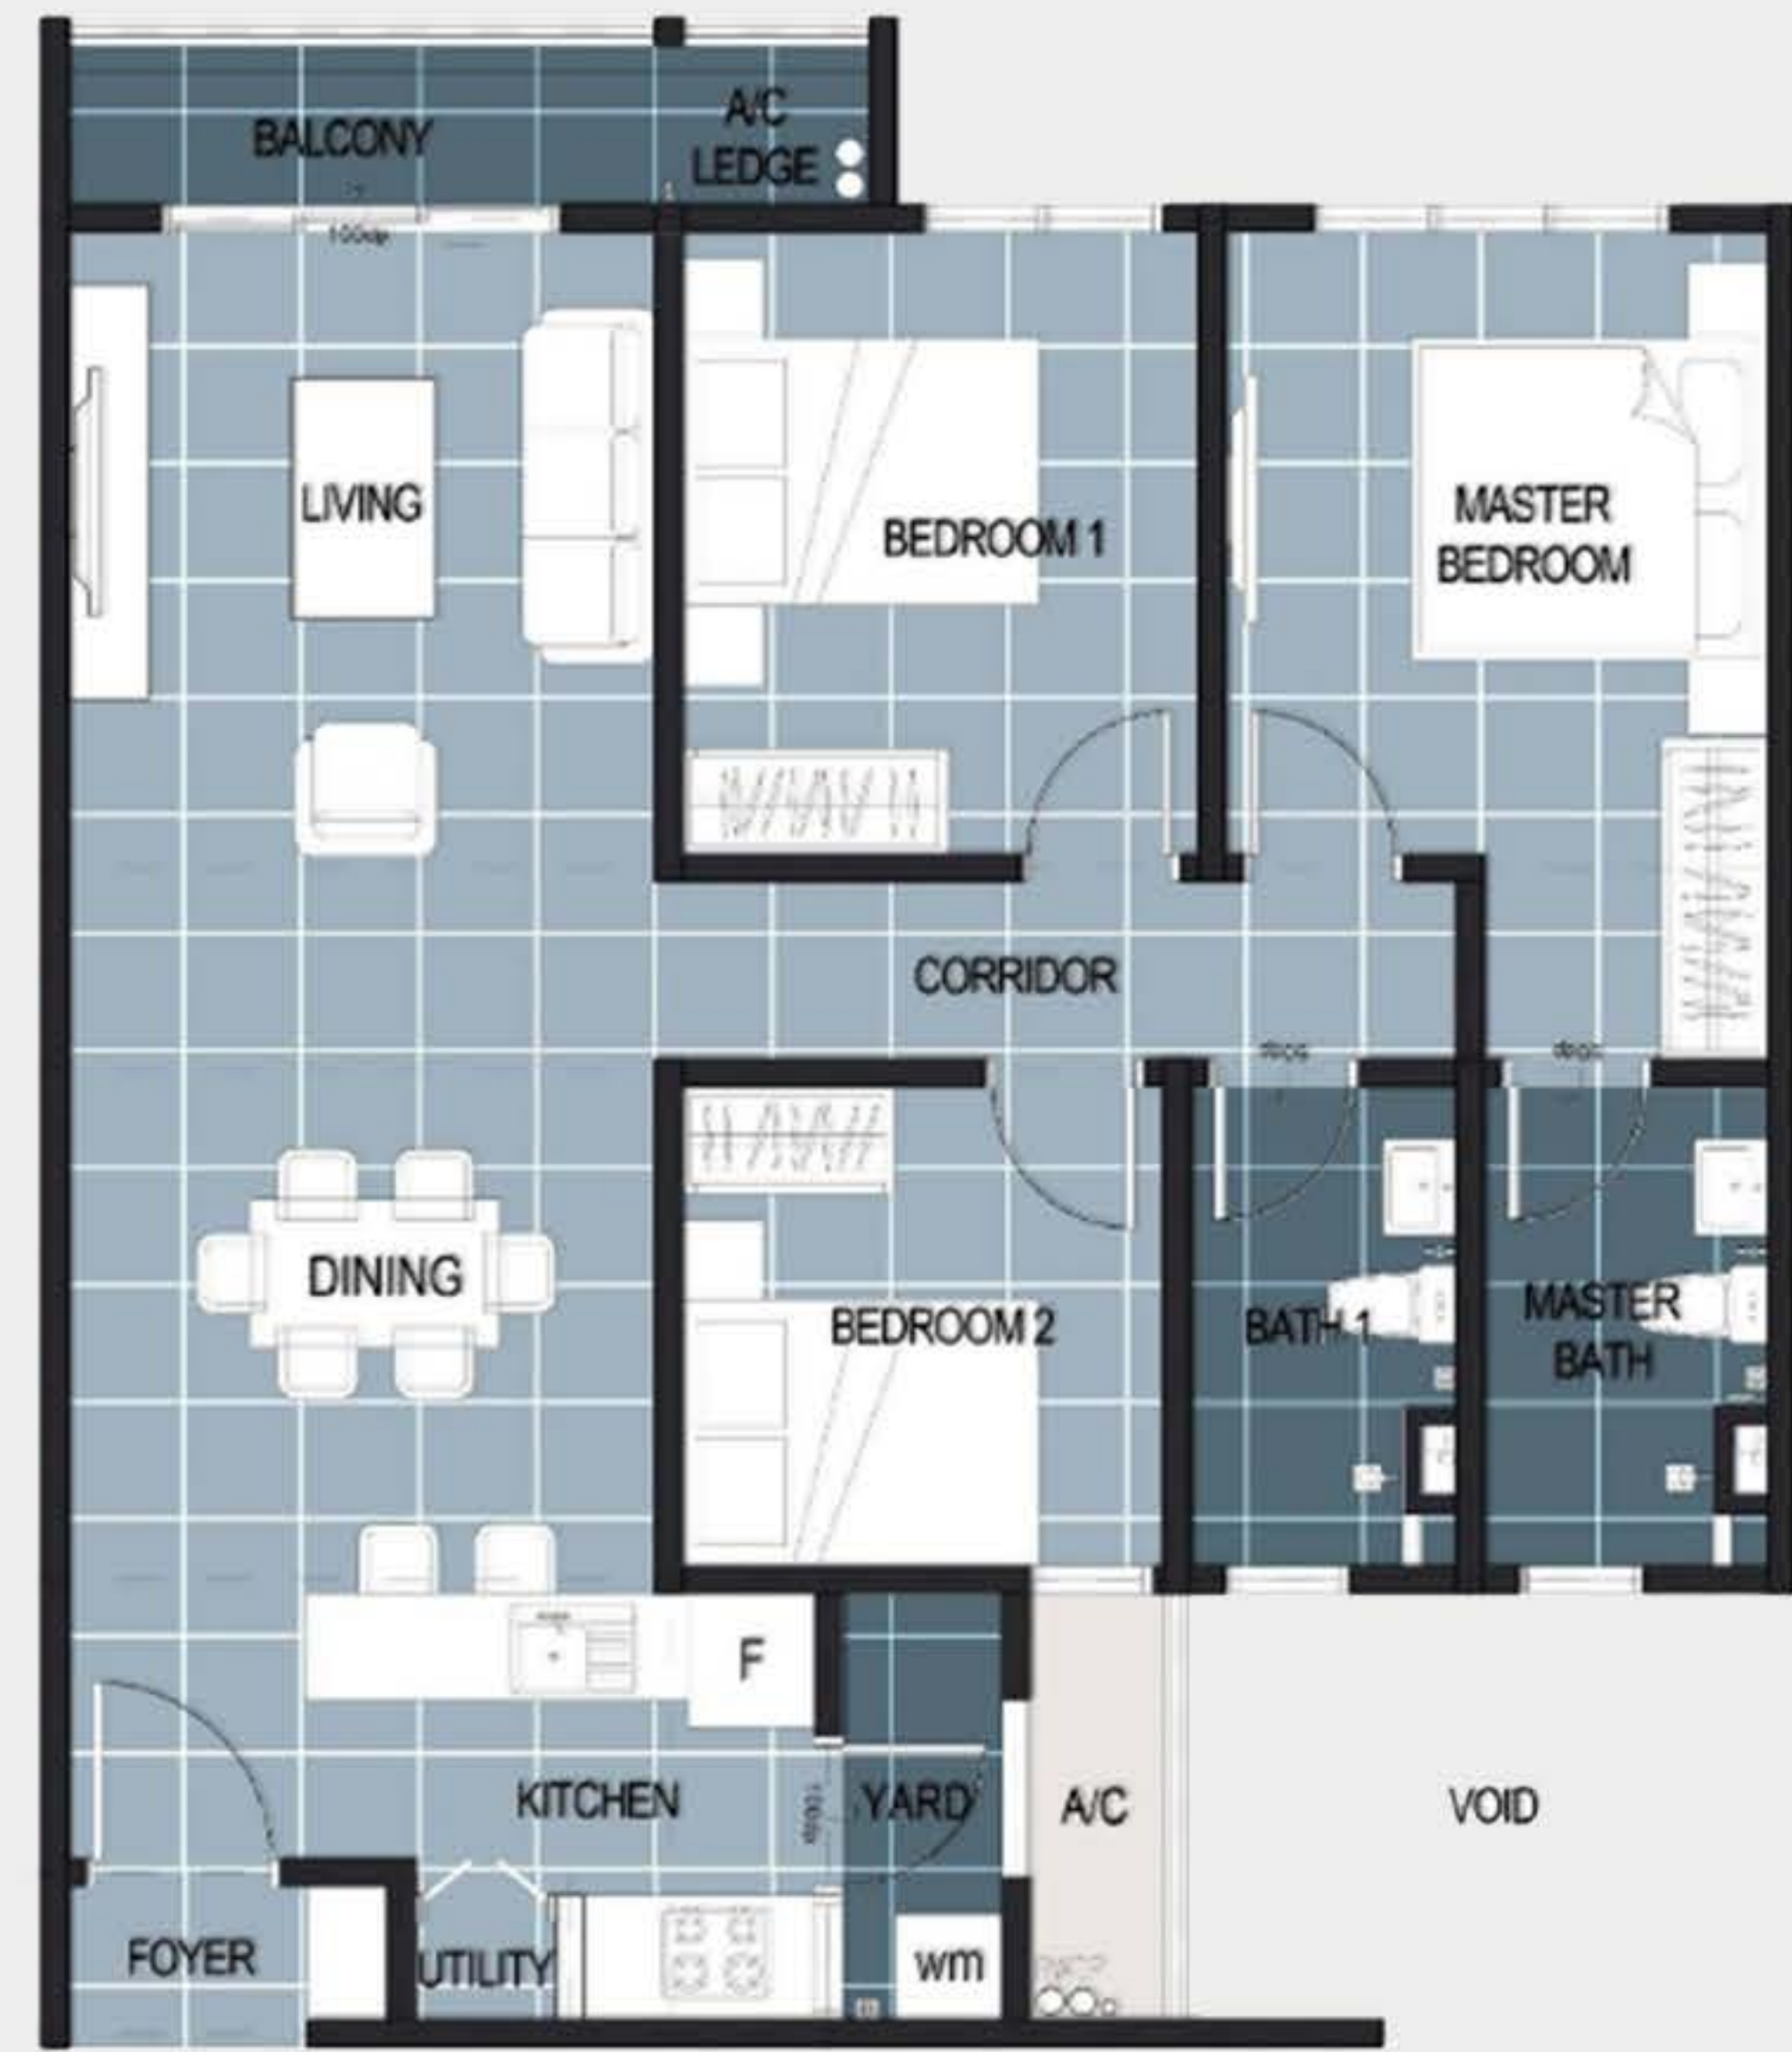 BALCONY
A/C
LEDGE
LIVING
BEDROOM 1
MASTER
BEDROOM
CORRIDOR
DINING
BEDROOM 2
BATH 1
MASTER
BATH
F
KITCHEN
YARD
A/C
VOID
FOYER
UTILITY
wm